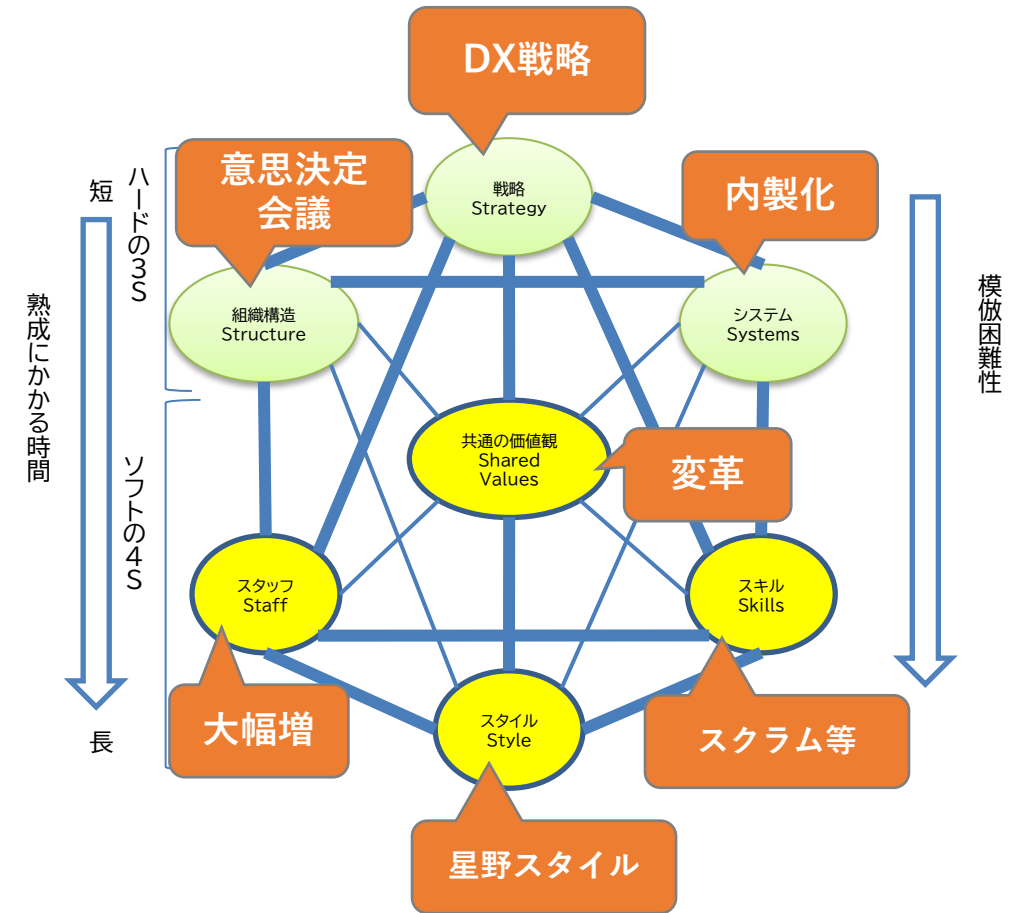 DX戦略
戦略
Strategy
意思決定
会議
組織構造
Structure
内製化
システム
Systems
短
ハードの3S
熟成にかかる時間
ソフトの4S
長
模倣困難性
共通の価値観
Shared
Values
変革
スタッフ
Staff
大幅増
スキル
Skills
スクラム等
スタイル
Style
星野スタイル